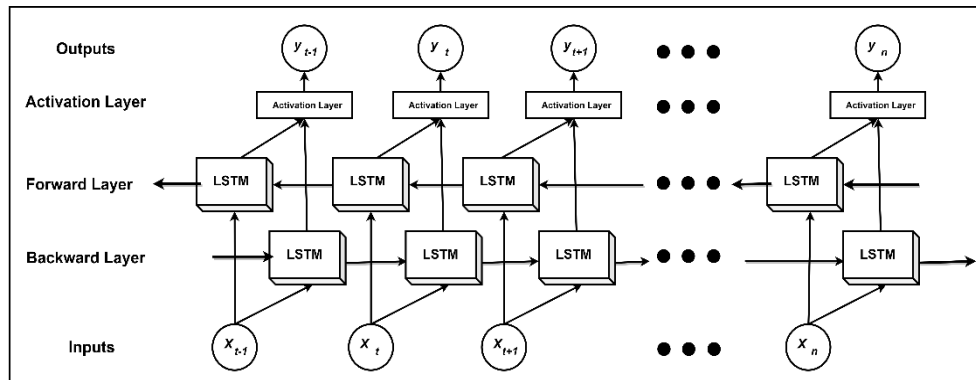 Outputs y t-1 y t y t+1 y n
Activation Layer Activation Layer Activation Layer Activation Layer Activation Layer
Forward Layer LSTM LSTM LSTM LSTM
Backward Layer LSTM LSTM LSTM LSTM
Inputs X t-1 X t X t+1 X n